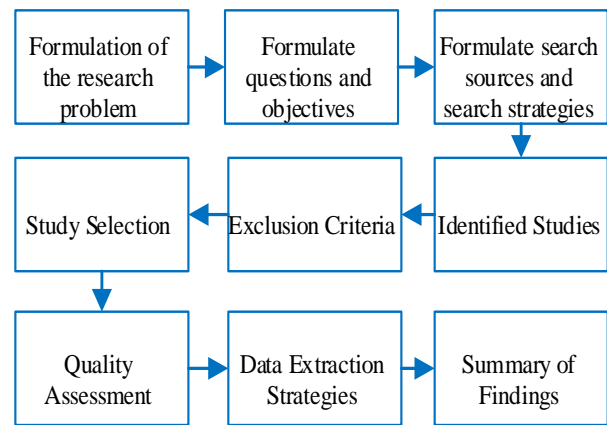 Formulation of
the research
problem
Formulate
questions and
objectives
Formulate search
sources and
search strategies
Study Selection
Exclusion Criteria
Identified Studies
Quality
Assessment
Data Extraction
Strategies
Summary of
Findings